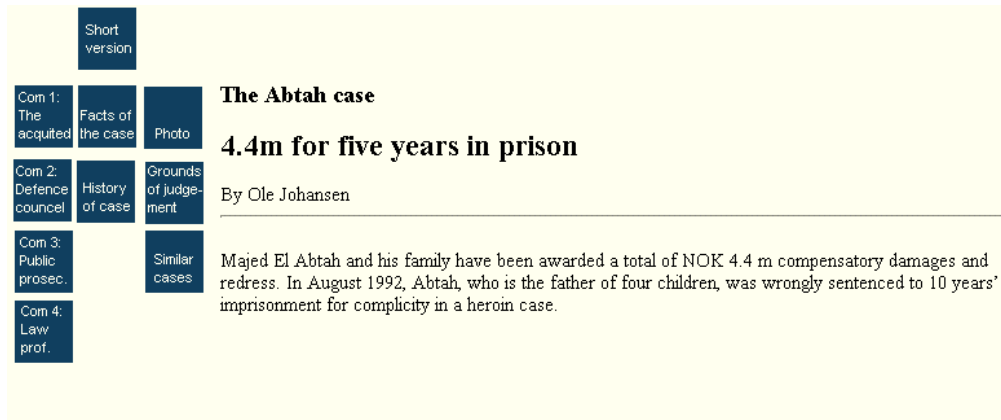 Short
version
Com 1:
The
acquited
Facts of
the case
Photo
Com 2:
Defence
councel
History
of case
Grounds
of judge-
ment
Com 3:
Public
prosec.
Similar
cases
Com 4:
Law
prof.
The Abtah case
4.4m for five years in prison
By Ole Johansen
Majed El Abtah and his family have been awarded a total of NOK 4.4 m compensatory damages and
redress. In August 1992, Abtah, who is the father of four children, was wrongly sentenced to 10 years’
imprisonment for complicity in a heroin case.